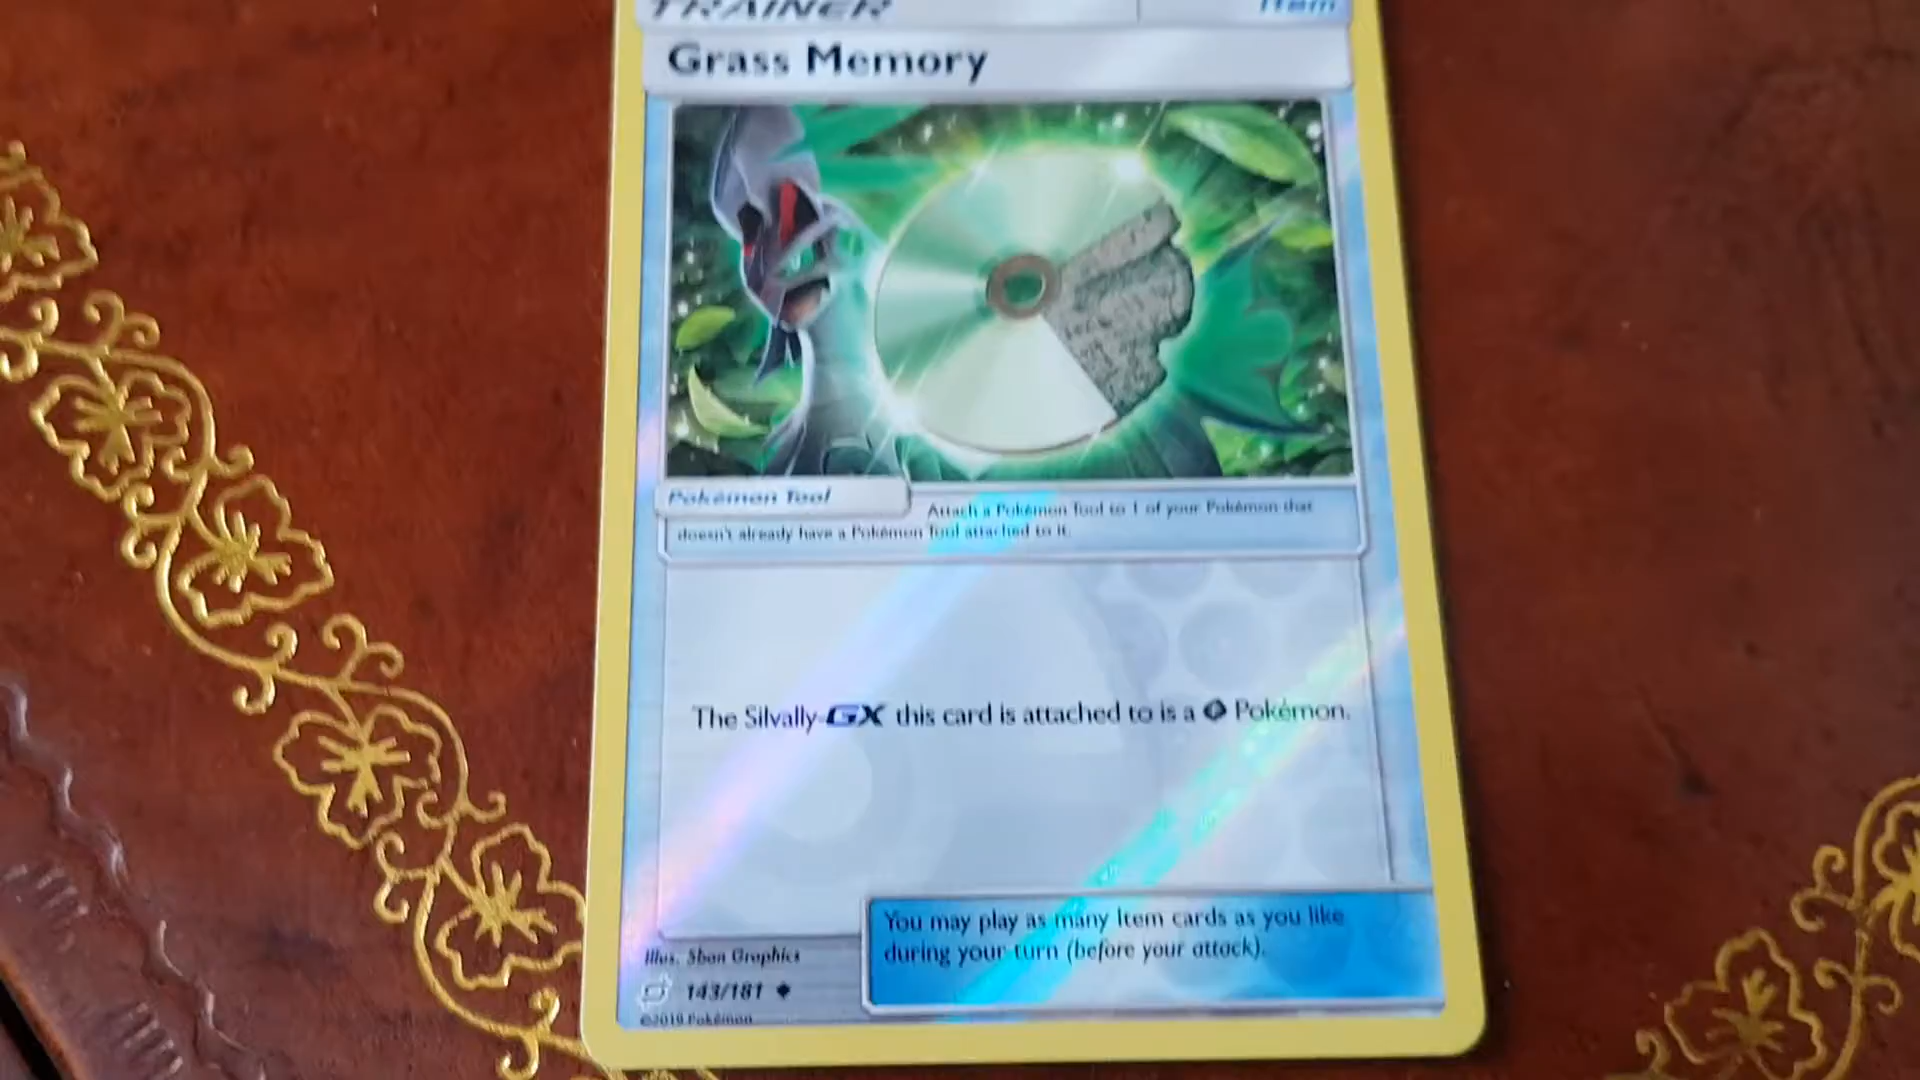 TRAINER Item
Grass Memory
Pokémon Tool
Attach a Pokémon Tool to 1 of your Pokémon that
doesn't already have a Pokémon Tool attached to it.
The Silvally-GX this card is attached to is a Pokémon.
You may play as many Item cards as you like
during your turn (before your attack).
Illus. 5ban Graphics
143/181
©2019 Pokémon